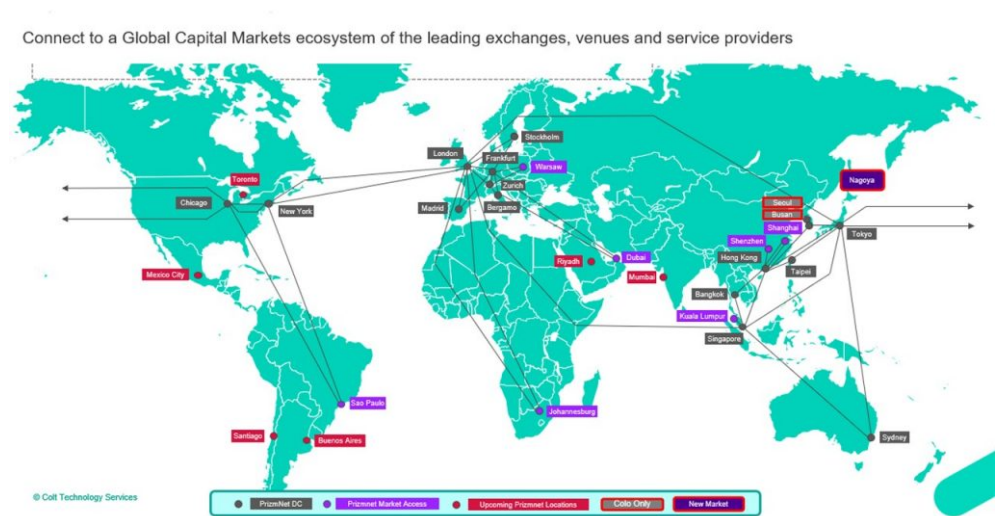 Connect to a Global Capital Markets ecosystem of the leading exchanges, venues and service providers
Stockholm
London
Frankfurt
Warsaw
Zurich
Madrid
Bergamo
Toronto
Chicago
New York
Nagoya
Seoul
Busan
Shanghai
Tokyo
Shenzhen
Hong Kong
Taipei
Dubai
Riyadh
Mumbai
Mexico City
Bangkok
Kuala Lumpur
Singapore
Sao Paulo
Johannesburg
Santiago
Buenos Aires
Sydney
© Colt Technology Services
PrizmNet DC
Prizmnet Market Access
Upcoming Prizmnet Locations
Colo Only
New Market